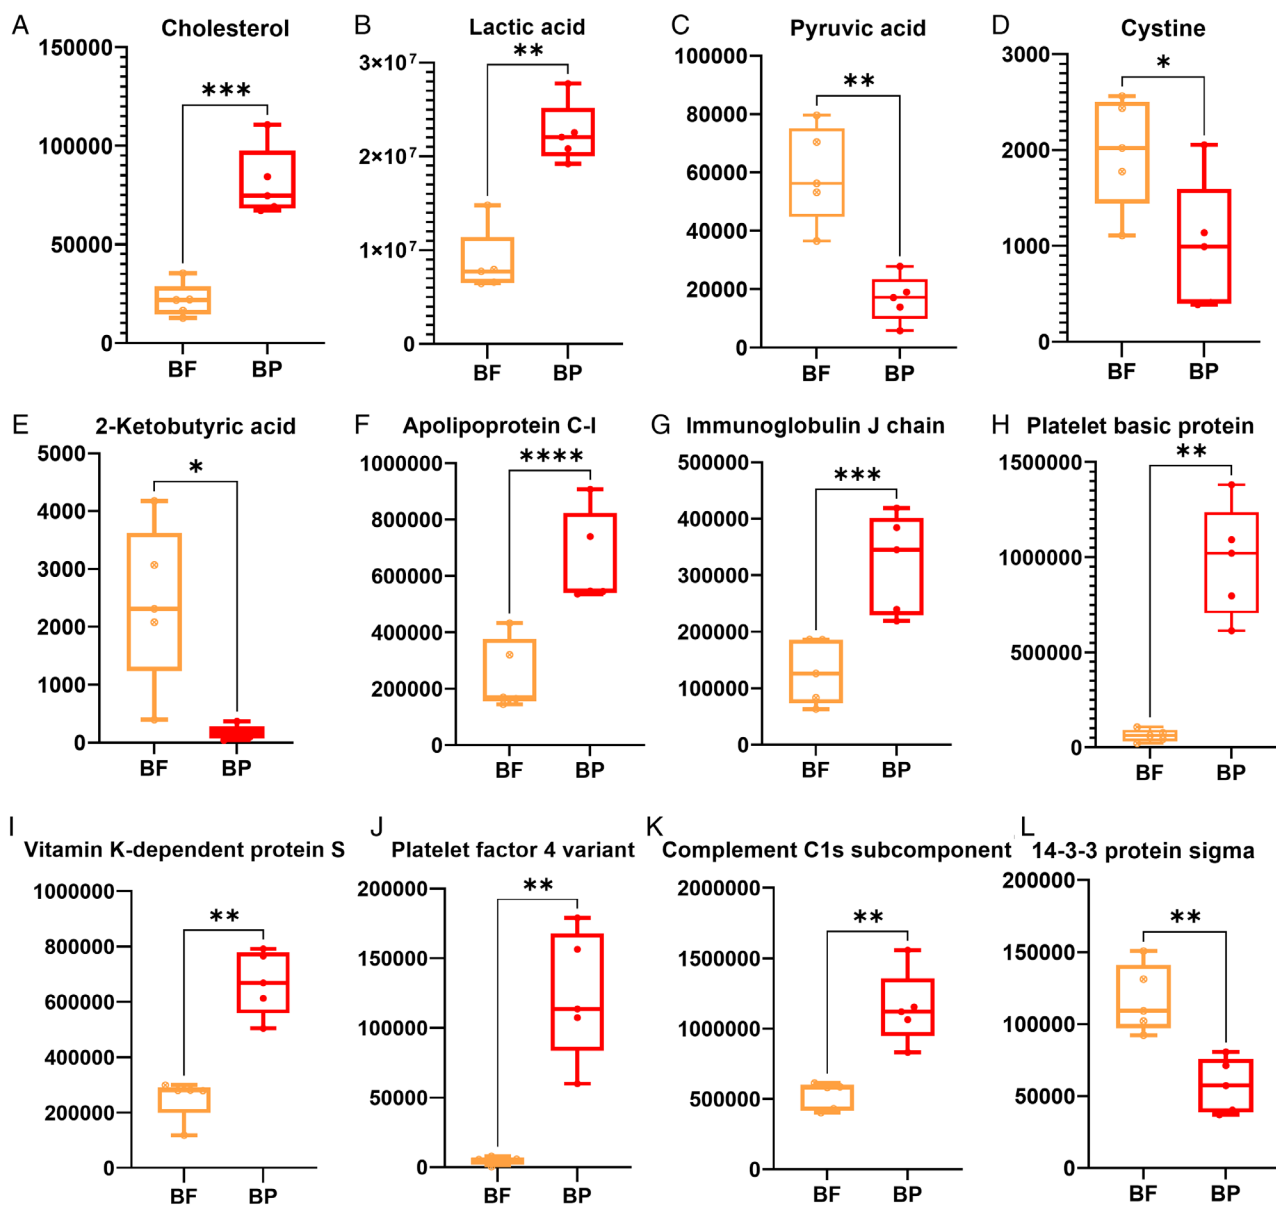 A Cholesterol
***
150000
100000
50000
0
BF BP
B Lactic acid
**
3×10⁷
2×10⁷
1×10⁷
0
BF BP
C Pyruvic acid
**
100000
80000
60000
40000
20000
0
BF BP
D Cystine
*
3000
2000
1000
0
BF BP
E 2-Ketobutyric acid
*
5000
4000
3000
2000
1000
0
BF BP
F Apolipoprotein C-I
****
1000000
800000
600000
400000
200000
0
BF BP
G Immunoglobulin J chain
***
500000
400000
300000
200000
100000
0
BF BP
H Platelet basic protein
**
1500000
1000000
500000
0
BF BP
I
Vitamin K-dependent protein S
**
1000000
800000
600000
400000
200000
0
BF BP
J
Platelet factor 4 variant
**
200000
150000
100000
50000
0
BF BP
K
Complement C1s subcomponent
**
2000000
1500000
1000000
500000
0
BF BP
L
14-3-3 protein sigma
**
200000
150000
100000
50000
0
BF BP